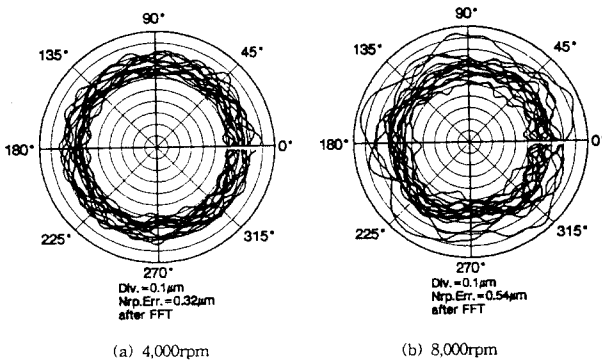 90°
135°
45°
180°
0°
225°
315°
270°
Div.=0.1μm
Nrp.Err.=0.32μm
after FFT
(a) 4,000rpm
90°
135°
45°
180°
0
225°
315°
270°
Div.=0.1μm
Nrp.Err.=0.54μm
after FFT
(b) 8,000rpm